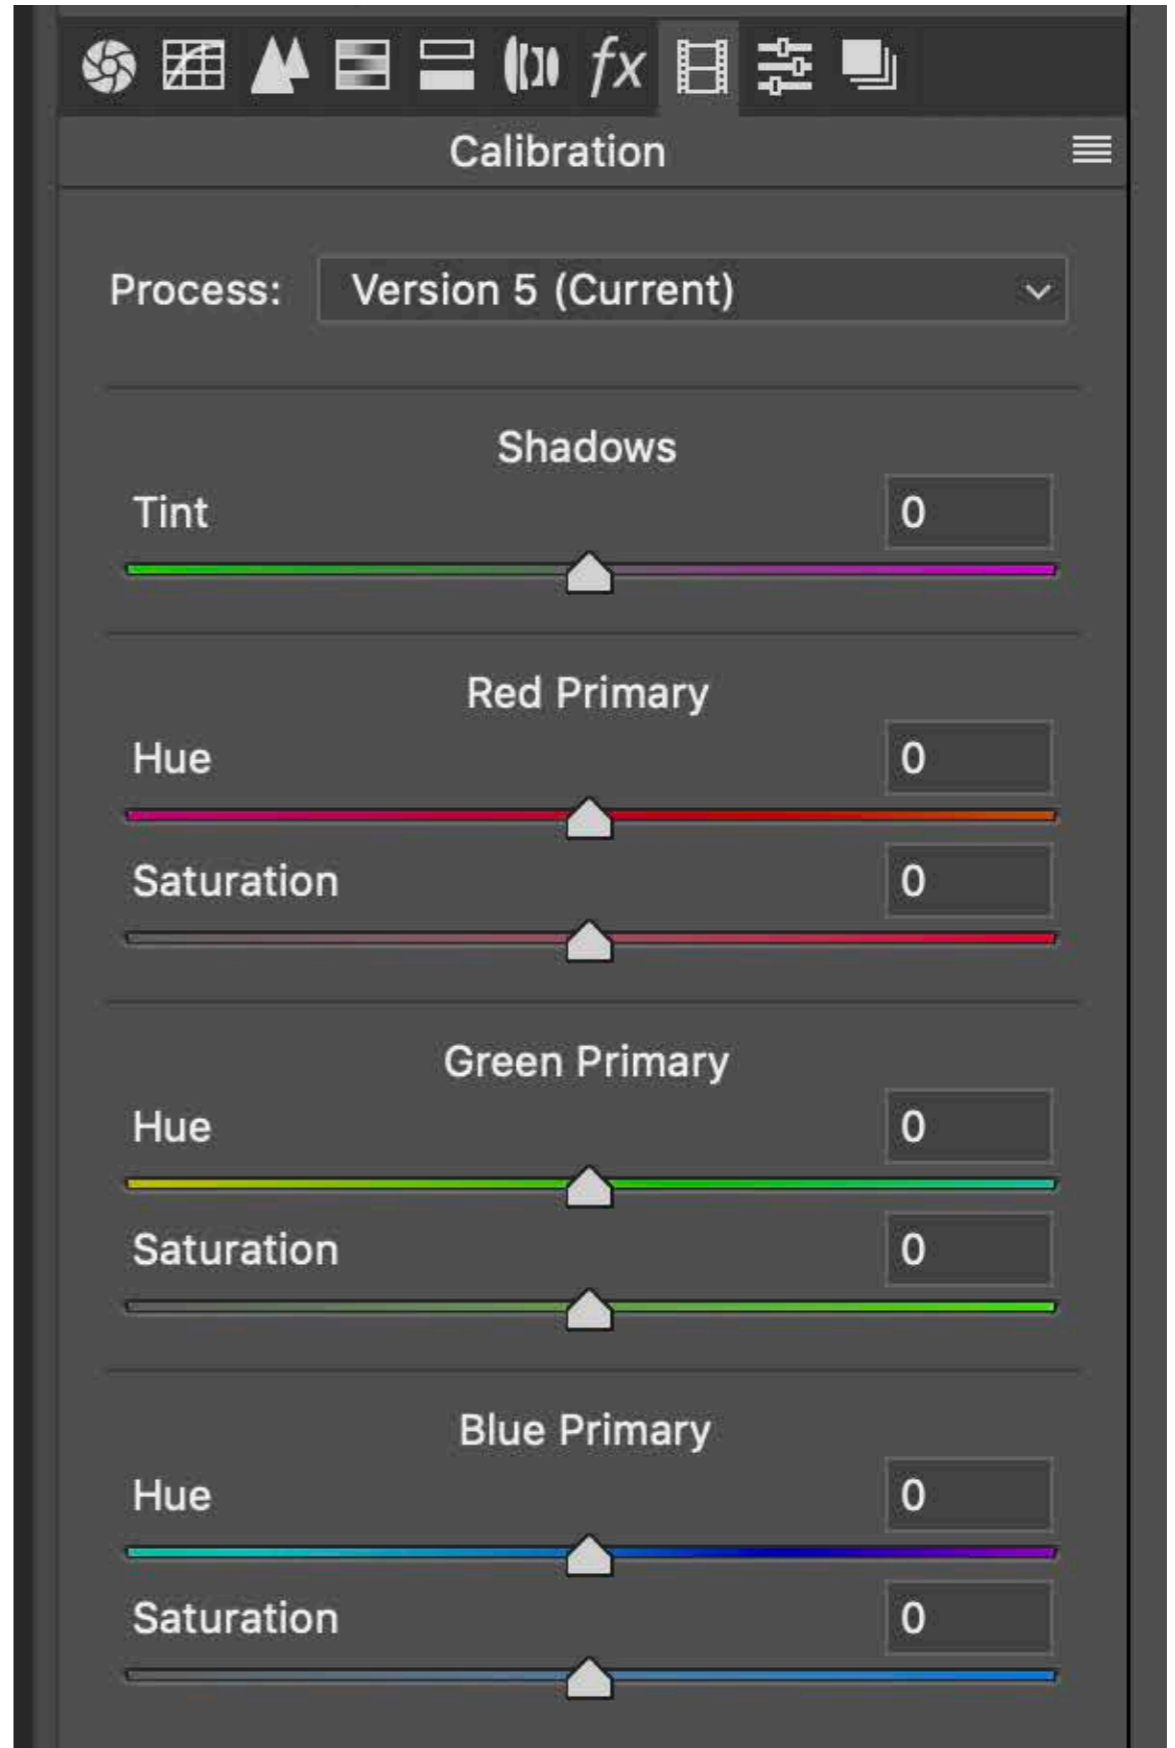 fx
Calibration
Process: Version 5 (Current)
Shadows
Tint 0
Red Primary
Hue 0
Saturation 0
Green Primary
Hue 0
Saturation 0
Blue Primary
Hue 0
Saturation 0